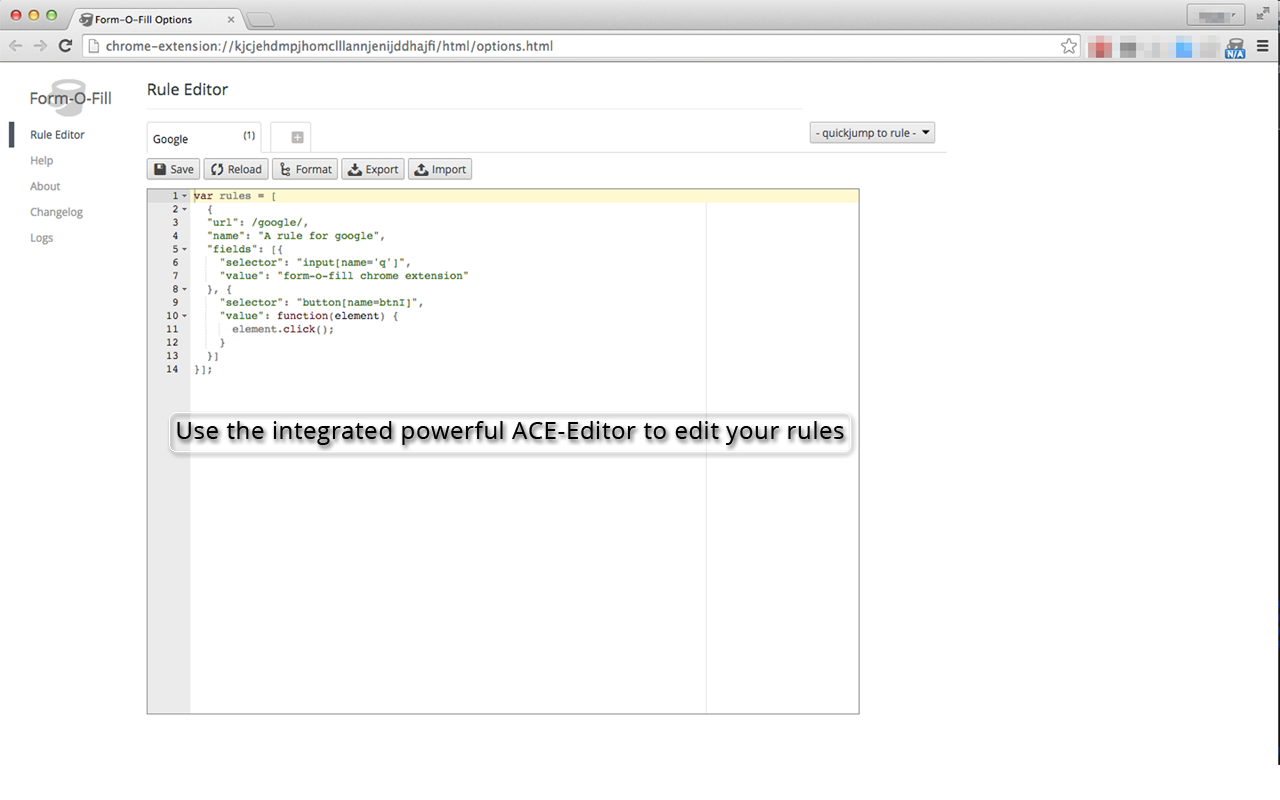 Form-O-Fill Options
chrome-extension://kjcjehdmpjhomclllannjenijddhajfi/html/options.html
N/A
Form-O-Fill
Rule Editor
Help
About
Changelog
Logs
Rule Editor
Google (1)
- quickjump to rule -
Save Reload Format Export Import
1 var rules = [
2 {
3 "url": /google/,
4 "name": "A rule for google",
5 "fields": [{
6 "selector": "input[name='q']",
7 "value": "form-o-fill chrome extension"
8 }, {
9 "selector": "button[name=btnI]",
10 "value": function(element) {
11 element.click();
12 }
13 }]
14 }];
Use the integrated powerful ACE-Editor to edit your rules